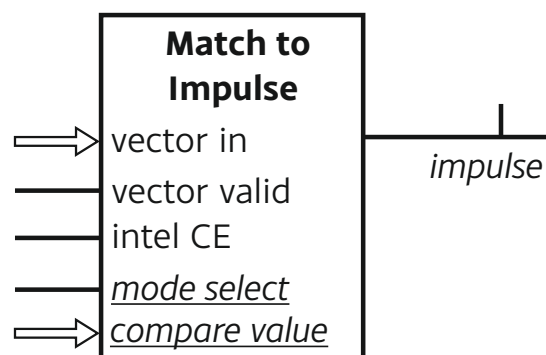 Match to
Impulse
vector in
impulse
vector valid
intel CE
mode select
compare value